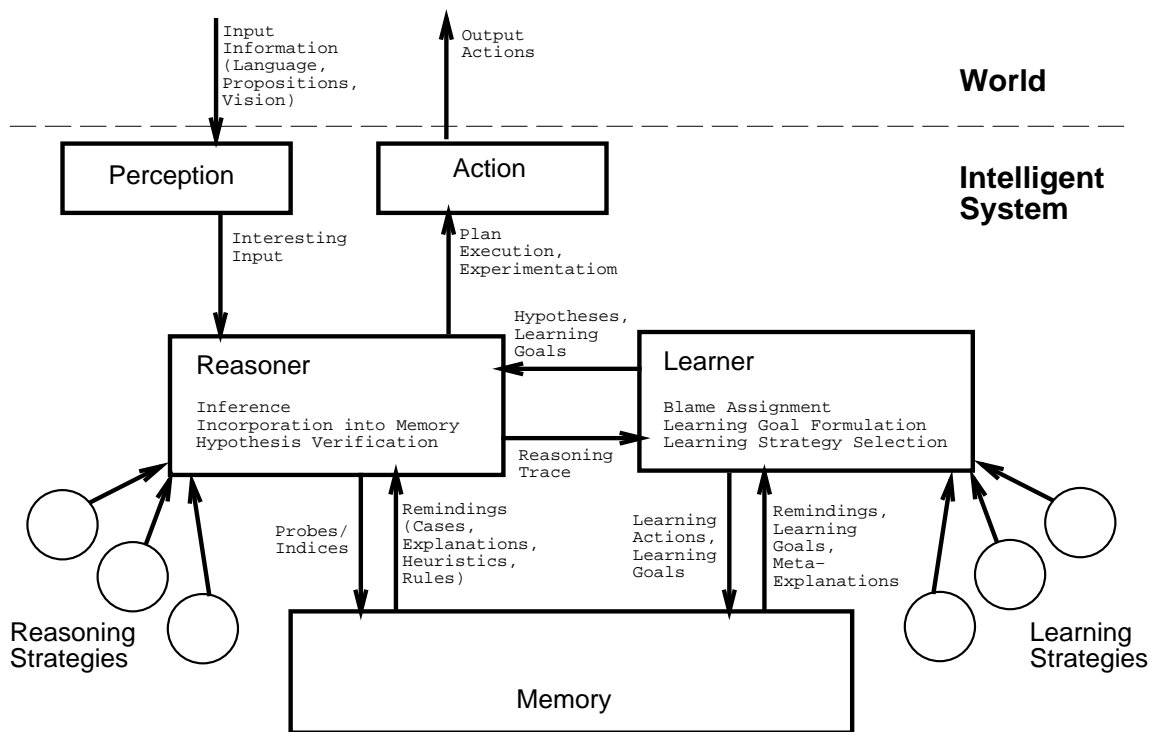 Input
Information
(Language,
Propositions,
Vision)
Output
Actions
World
Perception
Action
Intelligent
System
Interesting
Input
Plan
Execution,
Experimentatiom
Hypotheses,
Learning
Goals
Reasoner
Inference
Incorporation into Memory
Hypothesis Verification
Learner
Blame Assignment
Learning Goal Formulation
Learning Strategy Selection
Reasoning
Trace
Probes/
Indices
Remindings
(Cases,
Explanations,
Heuristics,
Rules)
Learning
Actions,
Learning
Goals
Remindings,
Learning
Goals,
Meta-
Explanations
Reasoning
Strategies
Learning
Strategies
Memory